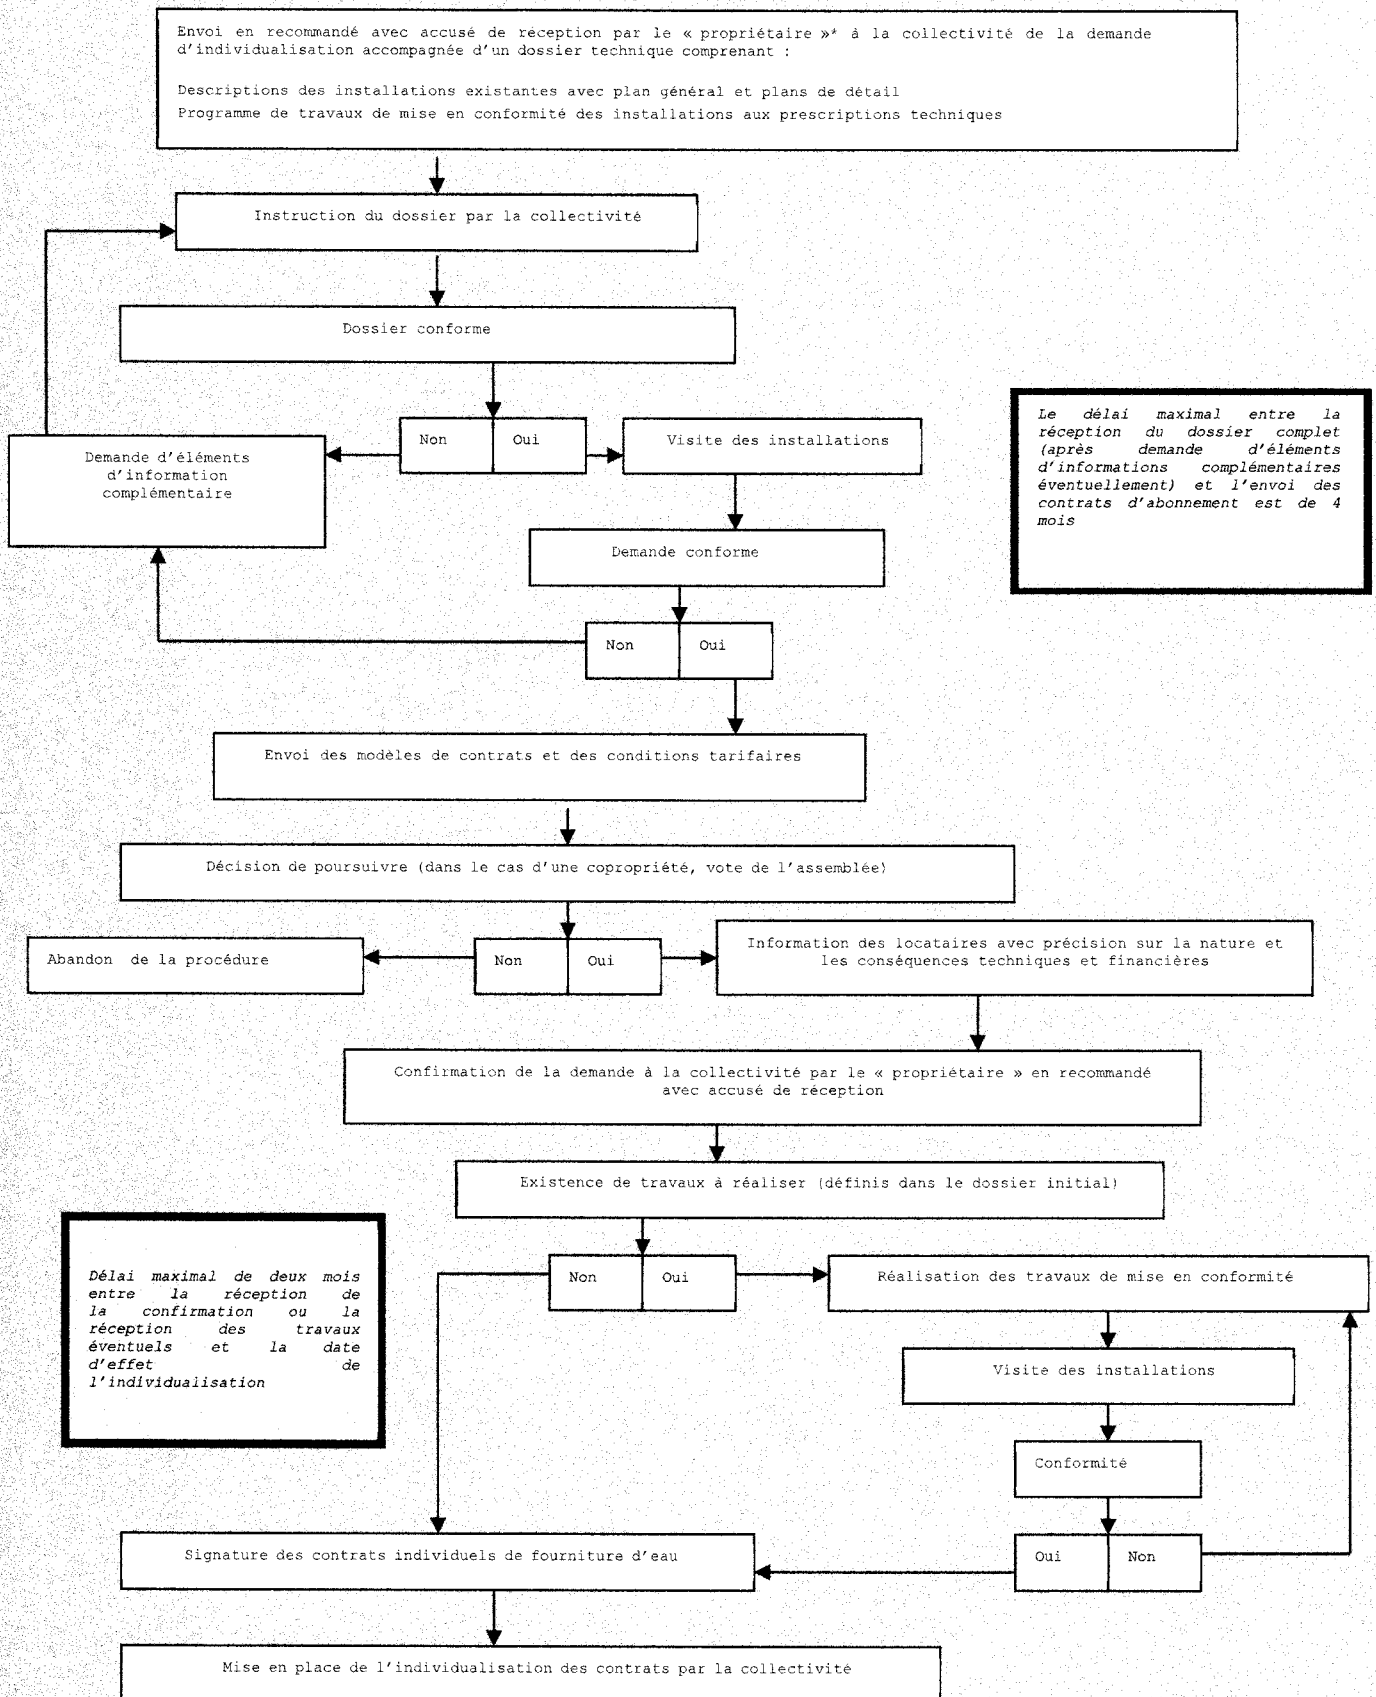 Envoi en recommandé avec accusé de réception par le « propriétaire »* à la collectivité de la demande
d'individualisation accompagnée d'un dossier technique comprenant :
Descriptions des installations existantes avec plan général et plans de détail
Programme de travaux de mise en conformité des installations aux prescriptions techniques
Instruction du dossier par la collectivité
Dossier conforme
Non
Oui
Visite des installations
Demande d'éléments
d'information
complémentaire
Le délai maximal entre la
réception du dossier complet
(après demande d'éléments
d'informations complémentaires
éventuellement) et l'envoi des
contrats d'abonnement est de 4
mois
Demande conforme
Non
Oui
Envoi des modèles de contrats et des conditions tarifaires
Décision de poursuivre (dans le cas d'une copropriété, vote de l'assemblée)
Abandon de la procédure
Non
Oui
Information des locataires avec précision sur la nature et
les conséquences techniques et financières
Confirmation de la demande à la collectivité par le « propriétaire » en recommandé
avec accusé de réception
Existence de travaux à réaliser (définis dans le dossier initial)
Délai maximal de deux mois
entre la réception de
la confirmation ou la
réception des travaux
éventuels et la date
d'effet de
l'individualisation
Non
Oui
Réalisation des travaux de mise en conformité
Visite des installations
Conformité
Oui
Non
Signature des contrats individuels de fourniture d'eau
Mise en place de l'individualisation des contrats par la collectivité